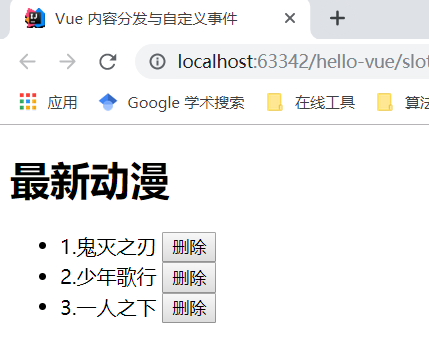 Vue 内容分发与自定义事件
localhost:63342/hello-vue/slot
应用 Google 学术搜索 在线工具 算法
最新动漫
1.鬼灭之刃 删除
2.少年歌行 删除
3.一人之下 删除